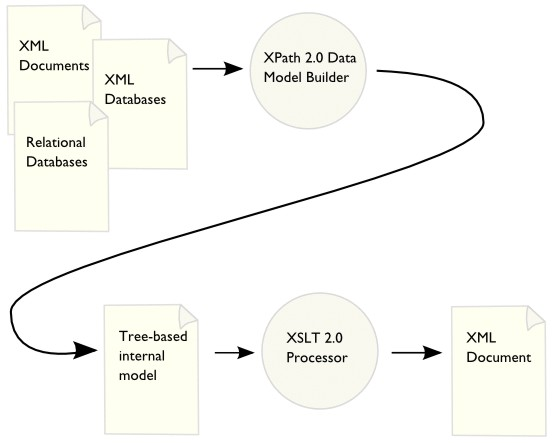 XML
Documents
XML
Databases
Relational
Databases
XPath 2.0 Data
Model Builder
Tree-based
internal
model
XSLT 2.0
Processor
XML
Document